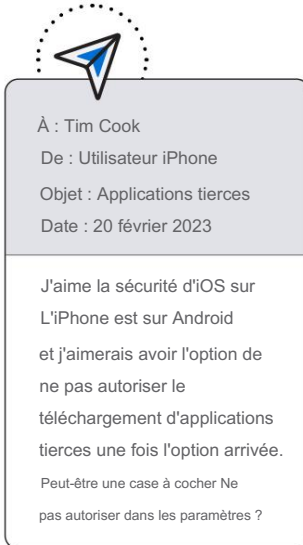 À : Tim Cook
De : Utilisateur iPhone
Objet : Applications tierces
Date : 20 février 2023
J'aime la sécurité d'iOS sur
L'iPhone est sur Android
et j'aimerais avoir l'option de
ne pas autoriser le
téléchargement d'applications
tierces une fois l'option arrivée.
Peut-être une case à cocher Ne
pas autoriser dans les paramètres ?